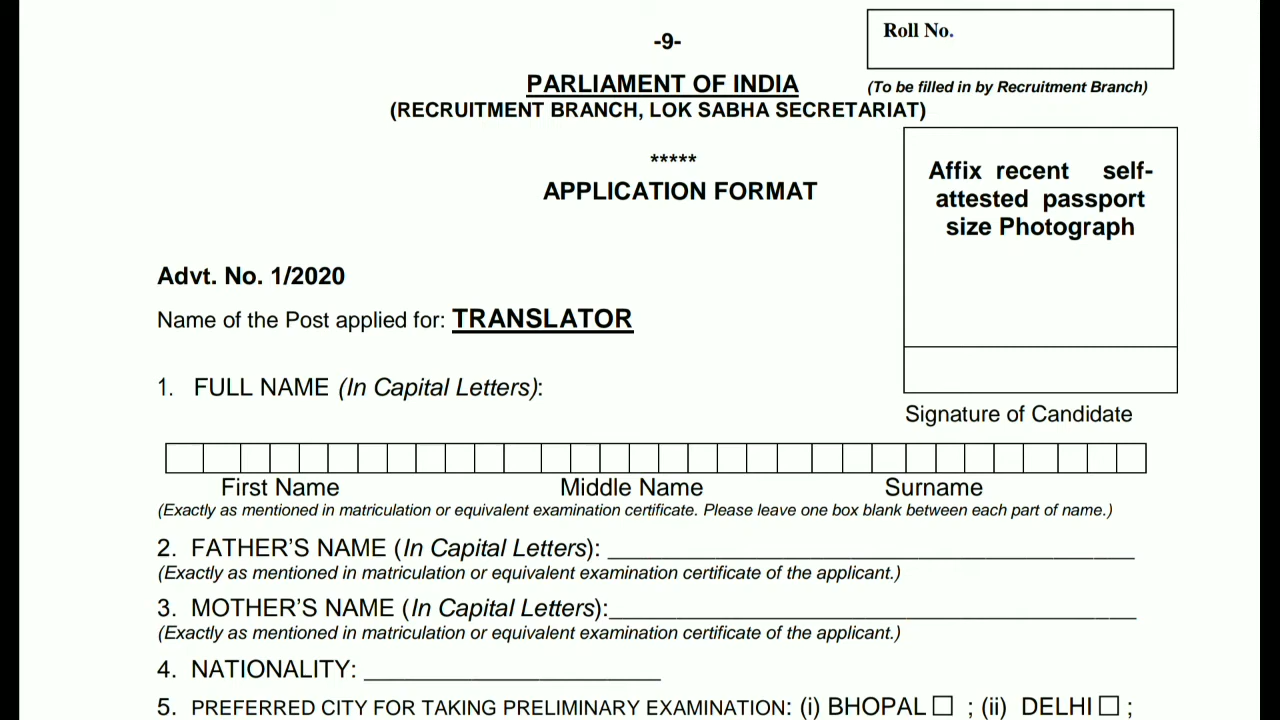 -9-
Roll No.
(To be filled in by Recruitment Branch)
PARLIAMENT OF INDIA
(RECRUITMENT BRANCH, LOK SABHA SECRETARIAT)
*****
APPLICATION FORMAT
Affix recent self-
attested passport
size Photograph
Signature of Candidate
Advt. No. 1/2020
Name of the Post applied for: TRANSLATOR
1. FULL NAME (In Capital Letters):
First Name Middle Name Surname
(Exactly as mentioned in matriculation or equivalent examination certificate. Please leave one box blank between each part of name.)
2. FATHER'S NAME (In Capital Letters): ______________________________
(Exactly as mentioned in matriculation or equivalent examination certificate of the applicant.)
3. MOTHER'S NAME (In Capital Letters):______________________________
(Exactly as mentioned in matriculation or equivalent examination certificate of the applicant.)
4. NATIONALITY: ______________________
5. PREFERRED CITY FOR TAKING PRELIMINARY EXAMINATION: (i) BHOPAL ☐ ; (ii) DELHI ☐ ;